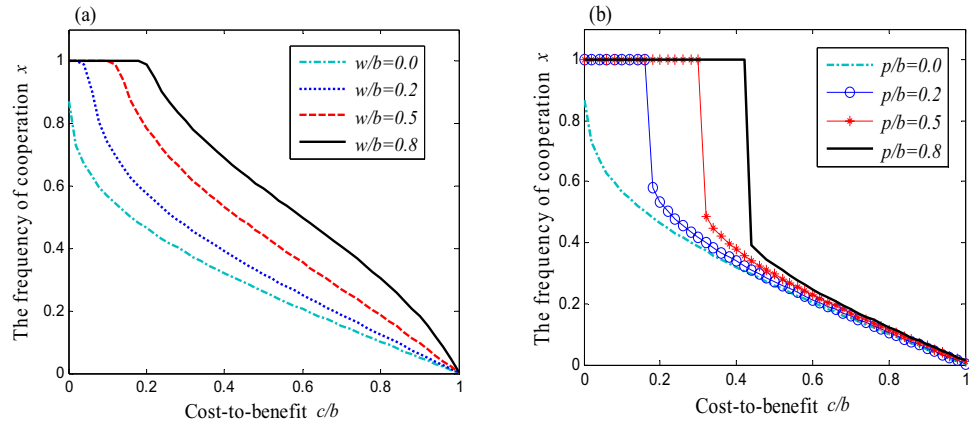 (a)
The frequency of cooperation x
1
0.8
0.6
0.4
0.2
0
0 0.2 0.4 0.6 0.8 1
Cost-to-benefit c/b
w/b=0.0
w/b=0.2
w/b=0.5
w/b=0.8
(b)
The frequency of cooperation x
1
0.8
0.6
0.4
0.2
0
0 0.2 0.4 0.6 0.8 1
Cost-to-benefit c/b
p/b=0.0
p/b=0.2
p/b=0.5
p/b=0.8